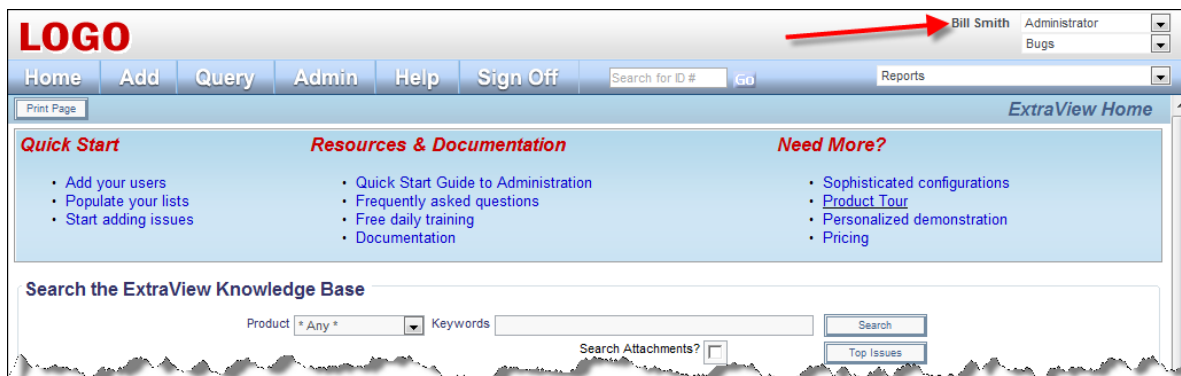 LOGO
Bill Smith Administrator
Bugs
Home Add Query Admin Help Sign Off Search for ID # Go Reports
Print Page ExtraView Home
Quick Start Resources & Documentation Need More?
• Add your users • Quick Start Guide to Administration • Sophisticated configurations
• Populate your lists • Frequently asked questions • Product Tour
• Start adding issues • Free daily training • Personalized demonstration
• Documentation • Pricing
Search the ExtraView Knowledge Base
Product * Any * Keywords Search
Search Attachments? Top Issues